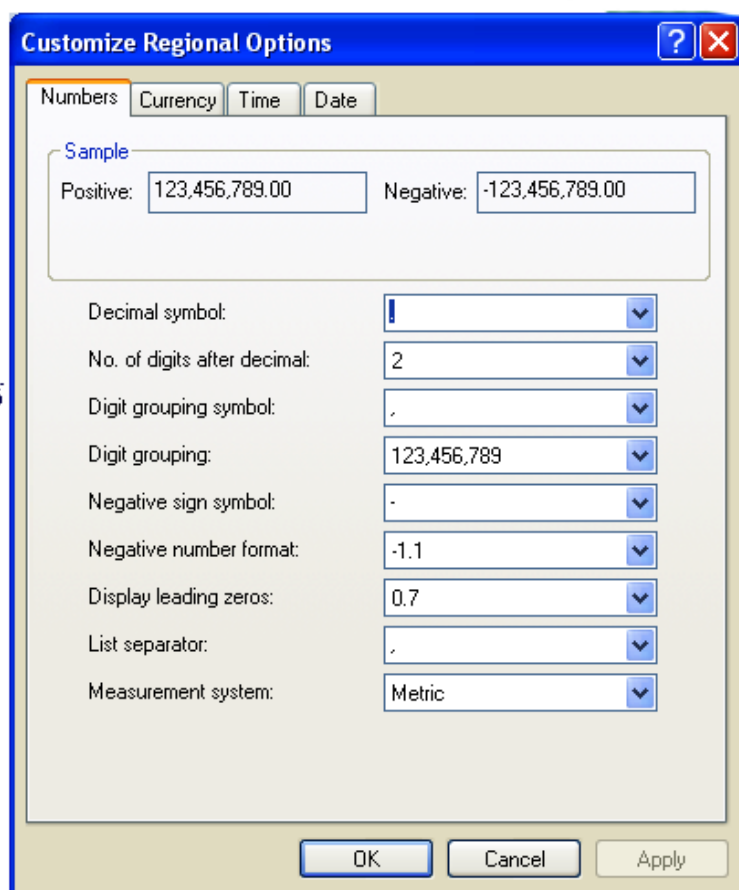 Customize Regional Options
Numbers Currency Time Date
Sample
Positive: 123,456,789.00 Negative: -123,456,789.00
Decimal symbol: .
No. of digits after decimal: 2
Digit grouping symbol: ,
Digit grouping: 123,456,789
Negative sign symbol: -
Negative number format: -1.1
Display leading zeros: 0.7
List separator: ,
Measurement system: Metric
OK Cancel Apply